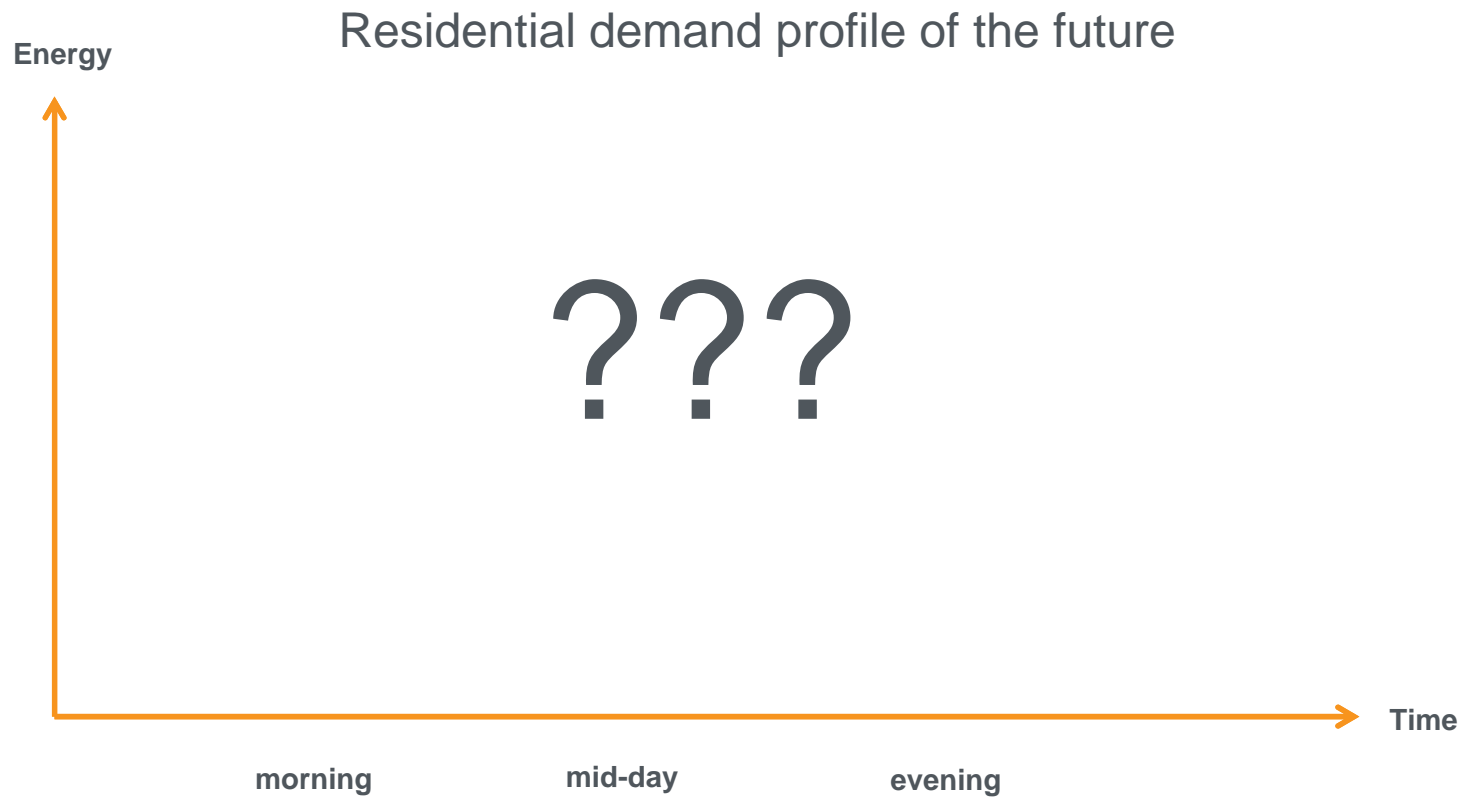 Residential demand profile of the future
Energy
???
Time
morning
mid-day
evening